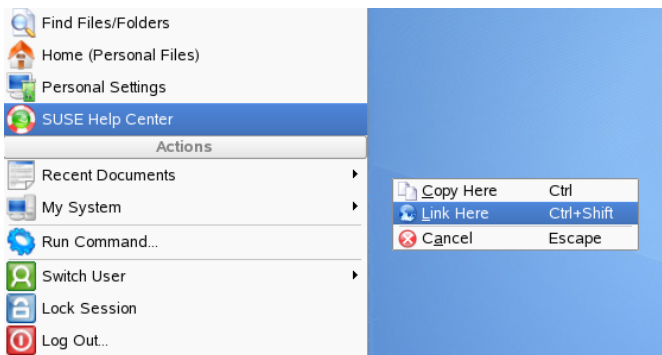 Find Files/Folders
Home (Personal Files)
Personal Settings
SUSE Help Center
Actions
Recent Documents
My System
Run Command...
Switch User
Lock Session
Log Out...
Copy Here Ctrl
Link Here Ctrl+Shift
Cancel Escape